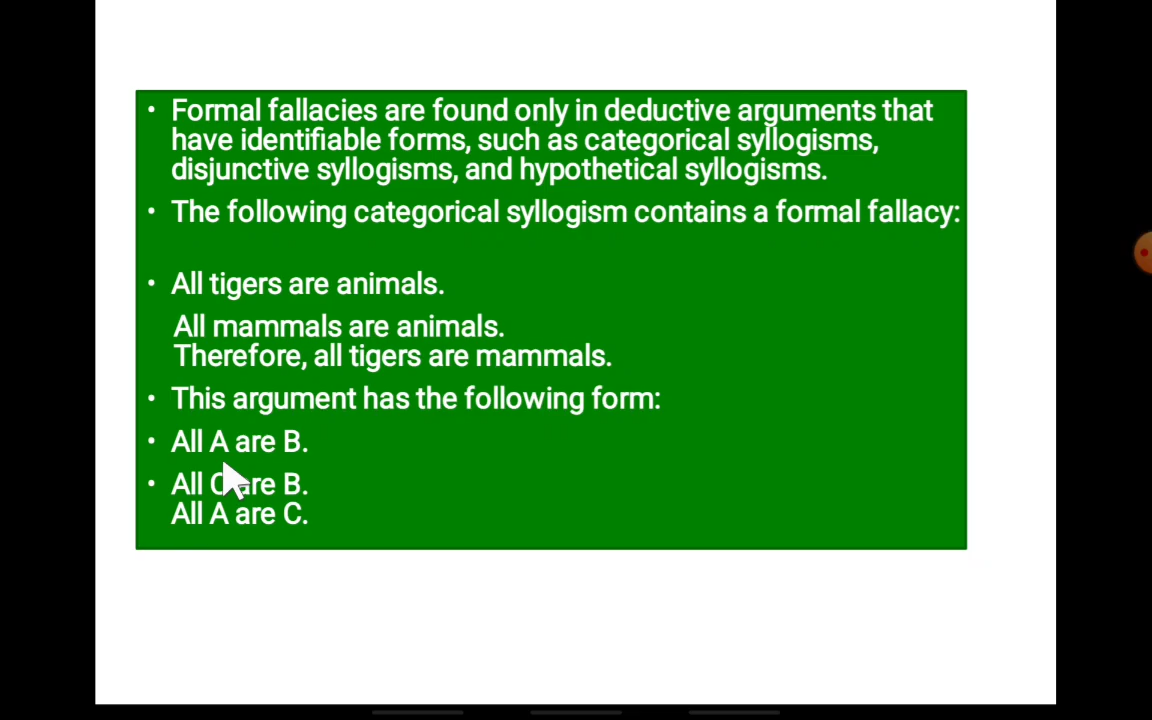 • Formal fallacies are found only in deductive arguments that
have identifiable forms, such as categorical syllogisms,
disjunctive syllogisms, and hypothetical syllogisms.
• The following categorical syllogism contains a formal fallacy:
• All tigers are animals.
All mammals are animals.
Therefore, all tigers are mammals.
• This argument has the following form:
• All A are B.
• All C are B.
All A are C.